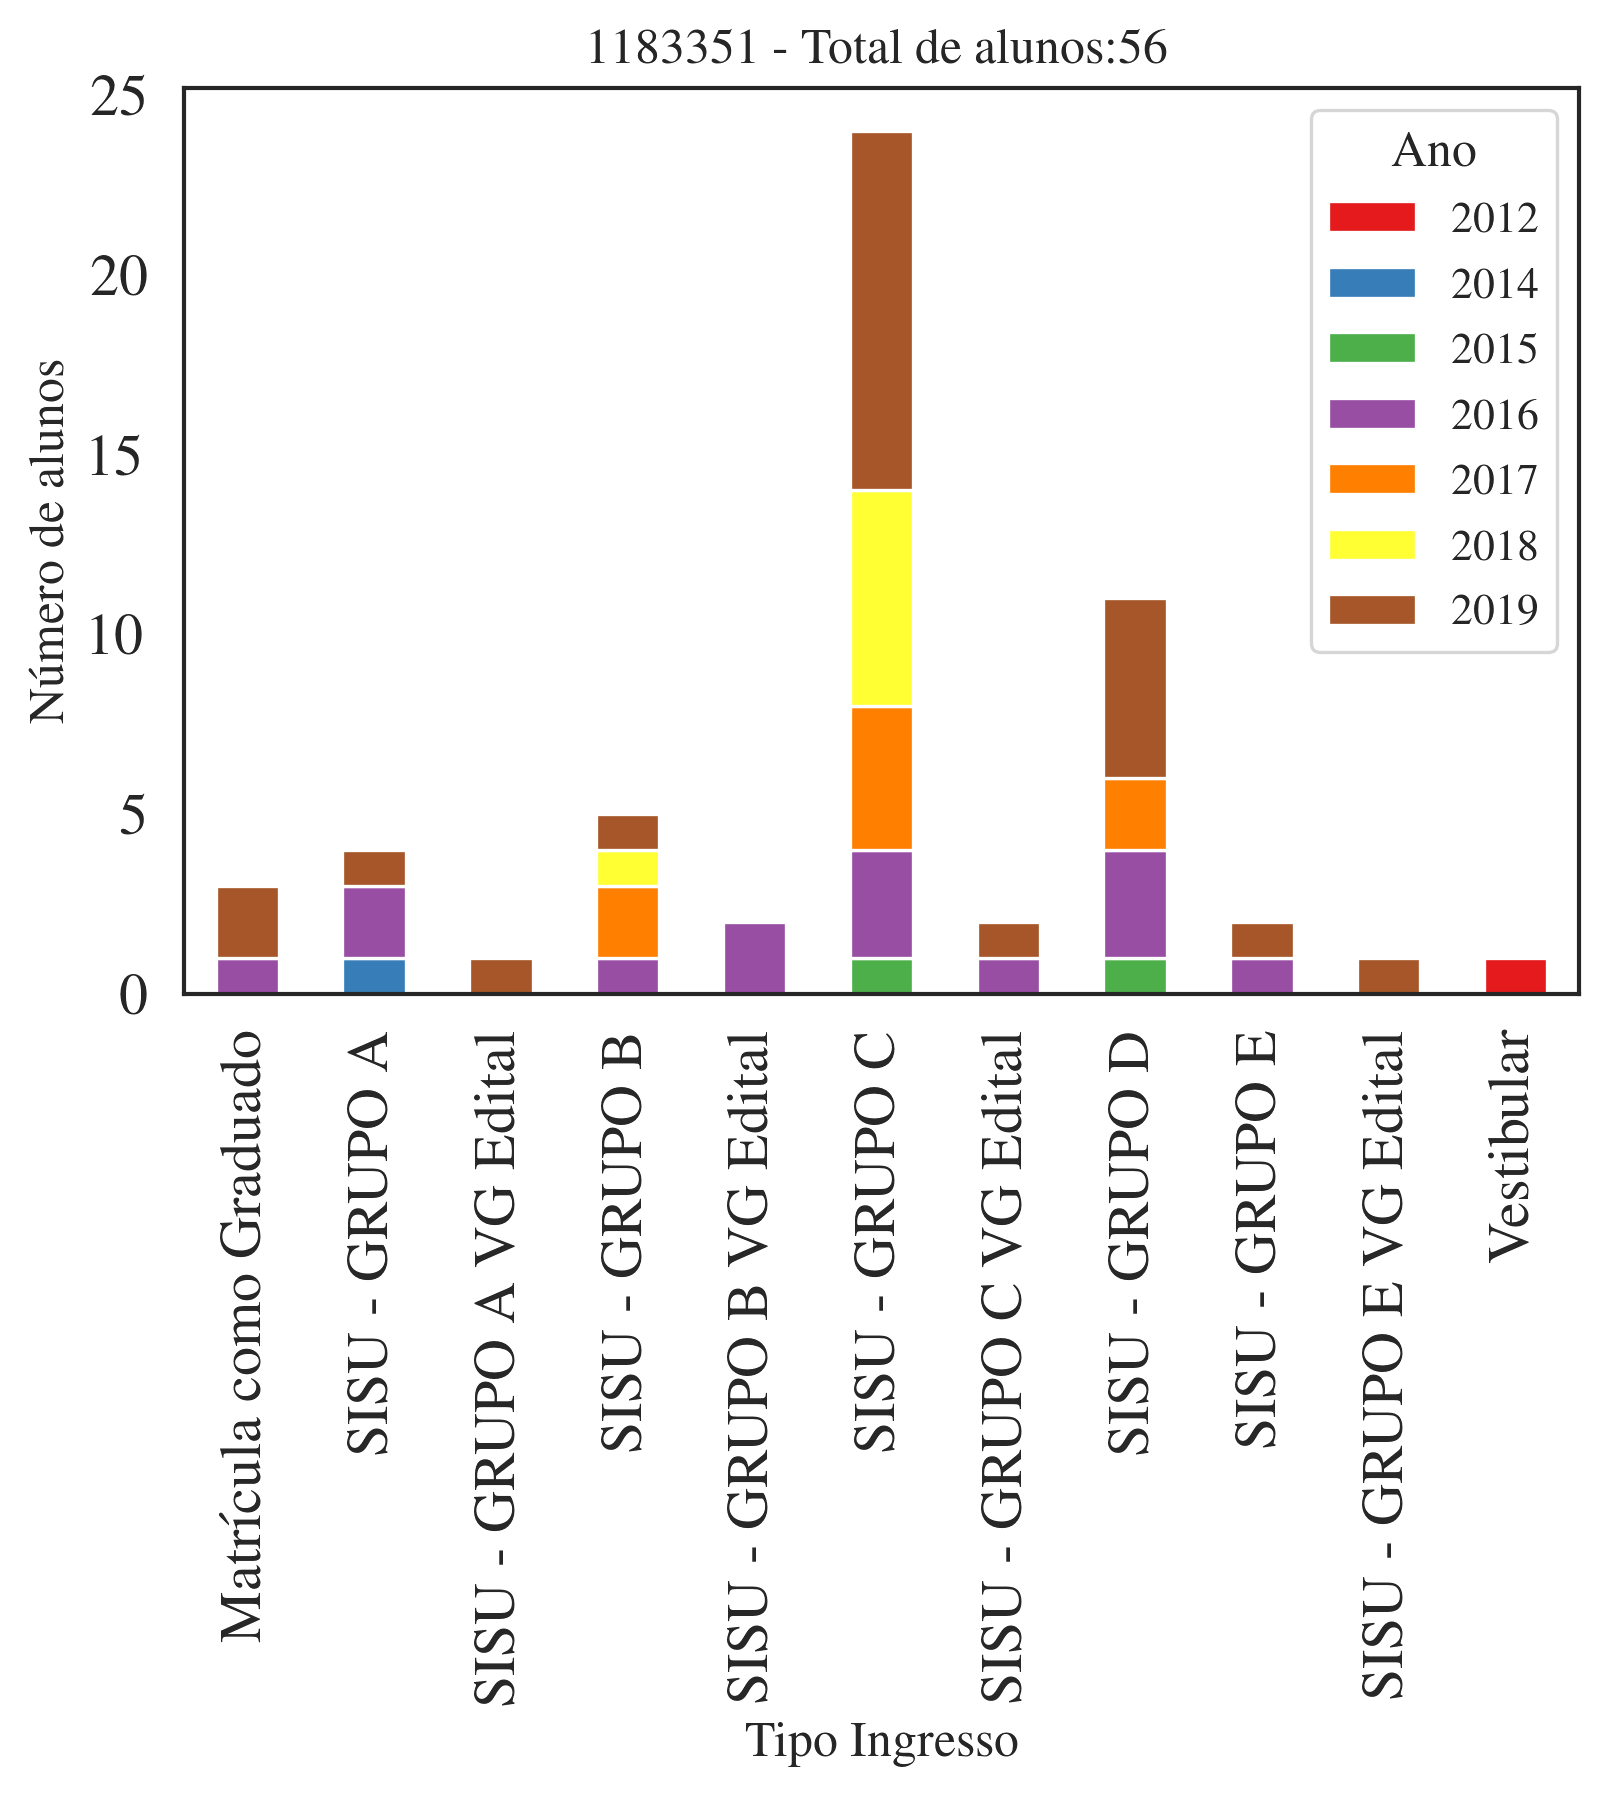 1183351 - Total de alunos:56
25
20
15
10
5
0
Número de alunos
Ano
2012
2014
2015
2016
2017
2018
2019
Matrícula como Graduado
SISU - GRUPO A
SISU - GRUPO A VG Edital
SISU - GRUPO B
SISU - GRUPO B VG Edital
SISU - GRUPO C
SISU - GRUPO C VG Edital
SISU - GRUPO D
SISU - GRUPO E
SISU - GRUPO E VG Edital
Vestibular
Tipo Ingresso